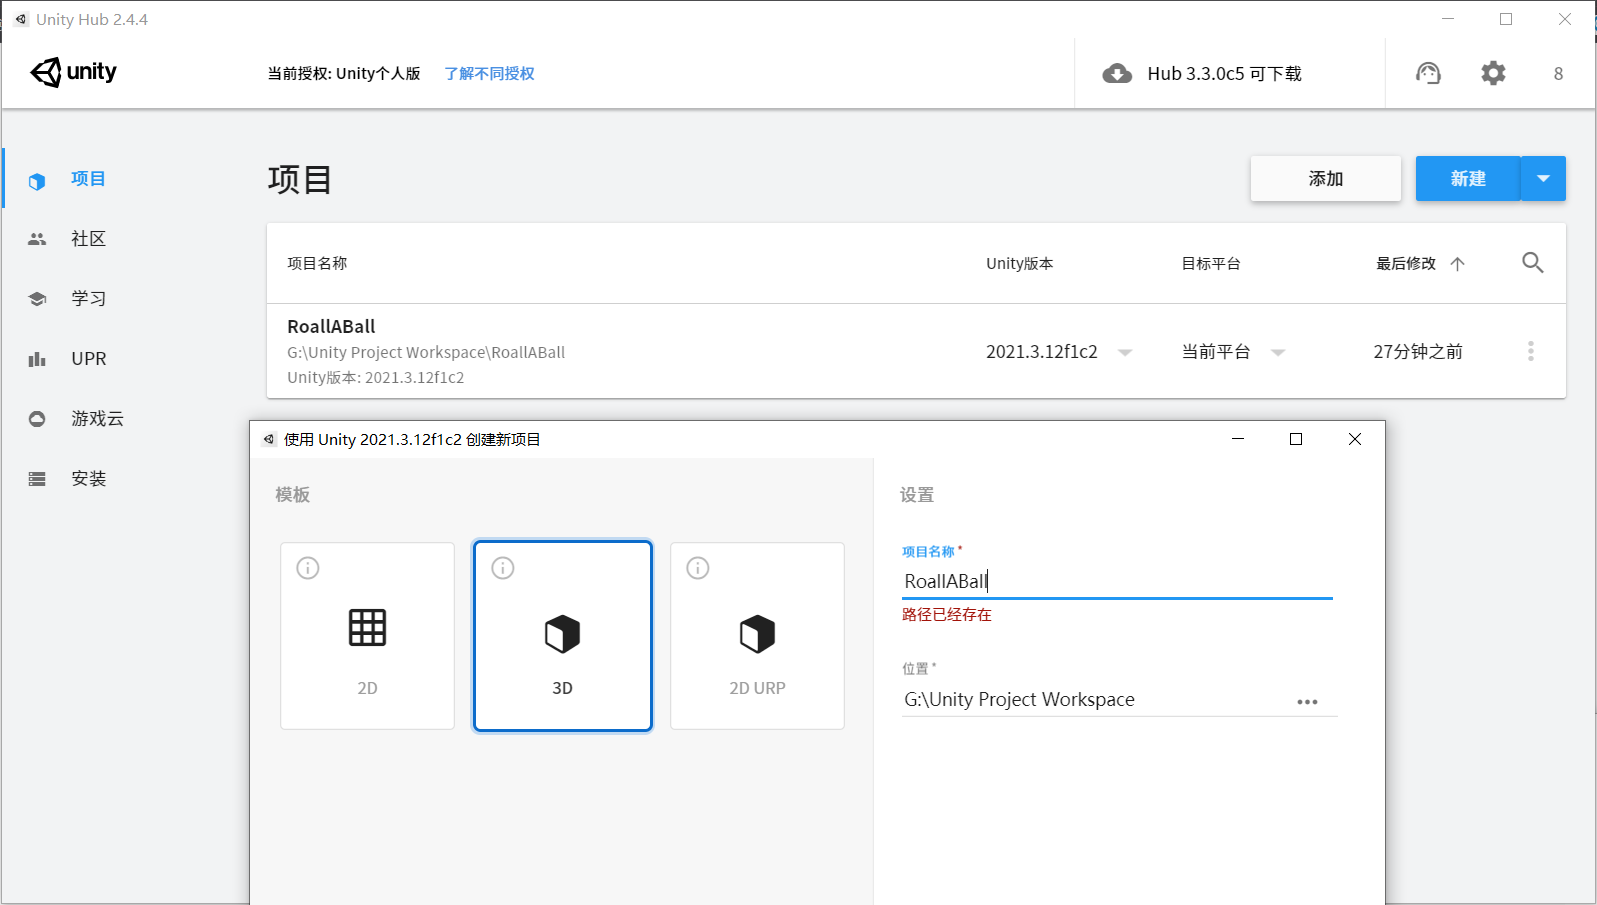 Unity Hub 2.4.4
unity
当前授权: Unity个人版
了解不同授权
Hub 3.3.0c5 可下载
8
项目
社区
学习
UPR
游戏云
安装
项目
添加
新建
项目名称
Unity版本
目标平台
最后修改
RoallABall
G:\Unity Project Workspace\RoallABall
Unity版本: 2021.3.12f1c2
2021.3.12f1c2
当前平台
27分钟之前
使用 Unity 2021.3.12f1c2 创建新项目
模板
2D
3D
2D URP
设置
项目名称*
RoallABall
路径已经存在
位置*
G:\Unity Project Workspace